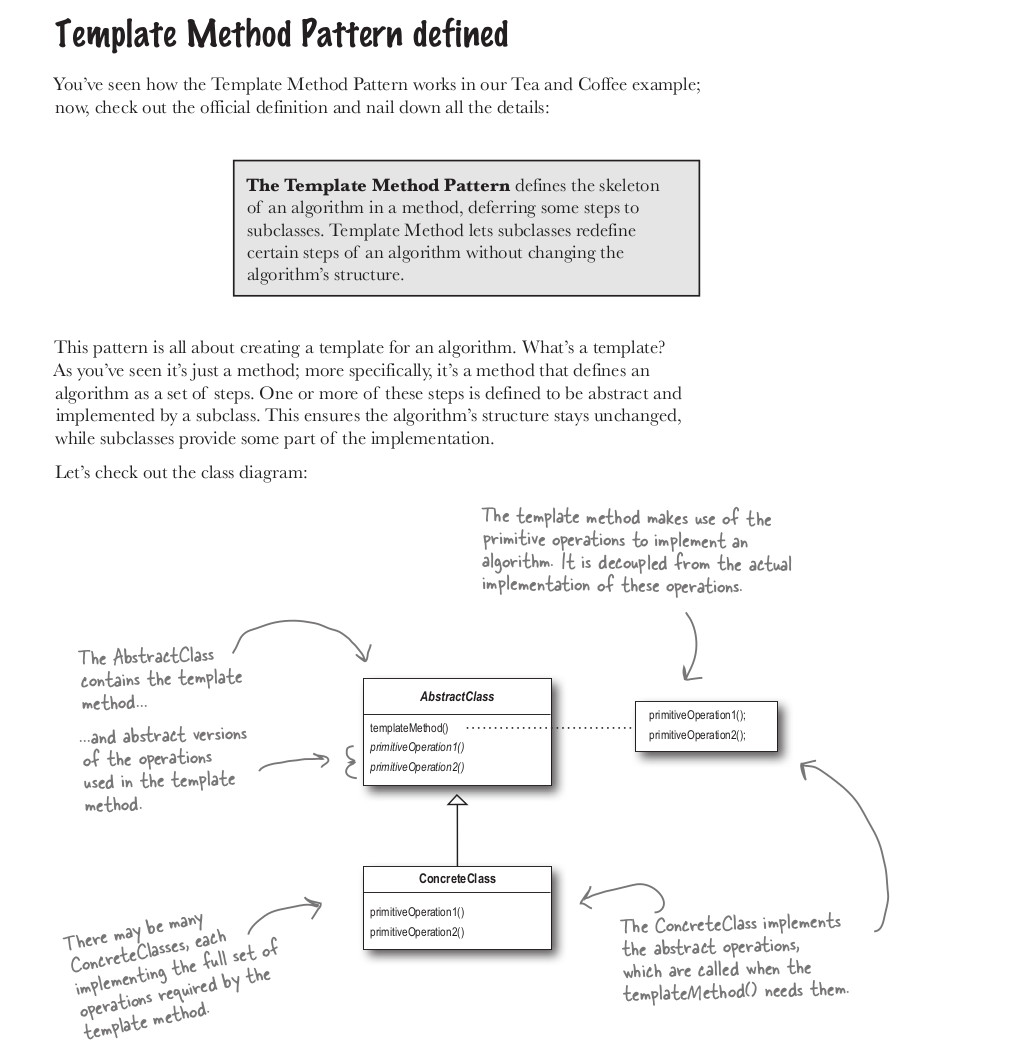 Template Method Pattern defined
You've seen how the Template Method Pattern works in our Tea and Coffee example;
now, check out the official definition and nail down all the details:
The Template Method Pattern defines the skeleton
of an algorithm in a method, deferring some steps to
subclasses. Template Method lets subclasses redefine
certain steps of an algorithm without changing the
algorithm's structure.
This pattern is all about creating a template for an algorithm. What's a template?
As you've seen it's just a method; more specifically, it's a method that defines an
algorithm as a set of steps. One or more of these steps is defined to be abstract and
implemented by a subclass. This ensures the algorithm's structure stays unchanged,
while subclasses provide some part of the implementation.
Let's check out the class diagram:
The template method makes use of the
primitive operations to implement an
algorithm. It is decoupled from the actual
implementation of these operations.
The AbstractClass
contains the template
method...
...and abstract versions
of the operations
used in the template
method.
AbstractClass
templateMethod()
primitiveOperation1()
primitiveOperation2()
primitiveOperation1();
primitiveOperation2();
ConcreteClass
primitiveOperation1()
primitiveOperation2()
There may be many
ConcreteClasses, each
implementing the full set of
operations required by the
template method.
The ConcreteClass implements
the abstract operations,
which are called when the
templateMethod() needs them.